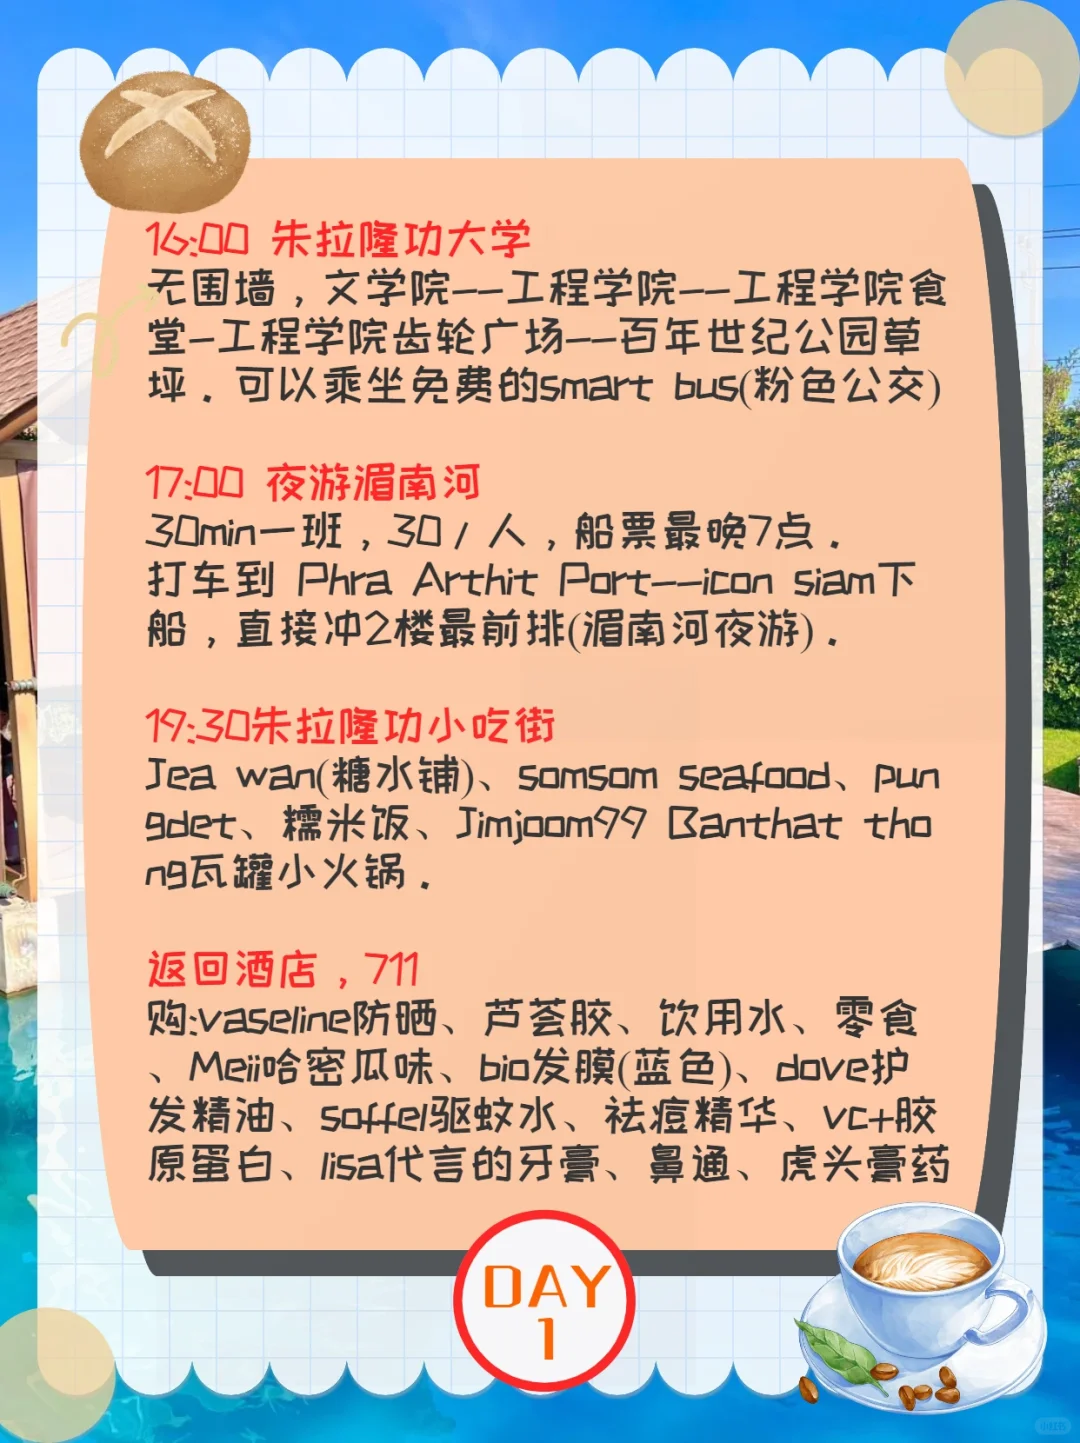 16:00 朱拉隆功大学
无围墙，文学院--工程学院--工程学院食
堂-工程学院齿轮广场--百年世纪公园草
坪．可以乘坐免费的smart bus(粉色公交)
17:00 夜游湄南河
30min一班，30/人，船票最晚7点．
打车到 Phra Arthit Port--icon siam下
船，直接冲2楼最前排(湄南河夜游)．
19:30朱拉隆功小吃街
Jea wan(糖水铺)、somsom seafood、pun
gdet、糯米饭、Jimjoom99 Banthat tho
ng瓦罐小火锅．
返回酒店，711
购:vaseline防晒、芦荟胶、饮用水、零食
、Meii哈密瓜味、bio发膜(蓝色)、dove护
发精油、soffell驱蚊水、祛痘精华、vc+胶
原蛋白、lisa代言的牙膏、鼻通、虎头膏药
DAY
1
小红书